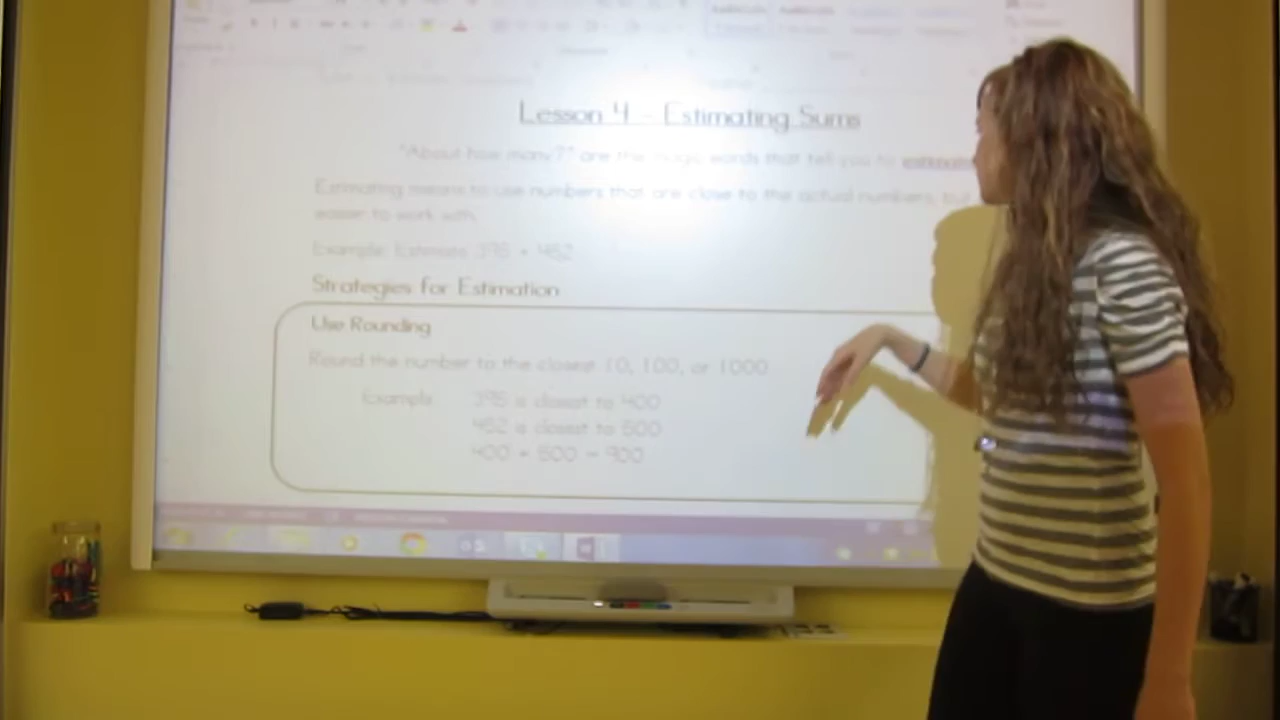 Lesson 4 - Estimating Sums
"About how many?" are the magic words that tell you to estimate
Estimating means to use numbers that are close to the actual numbers, but
easier to work with.
Example: Estimate 395 + 452
Strategies for Estimation
Use Rounding
Round the number to the closest 10, 100, or 1000
Example 395 is closest to 400
452 is closest to 500
400 + 500 = 900